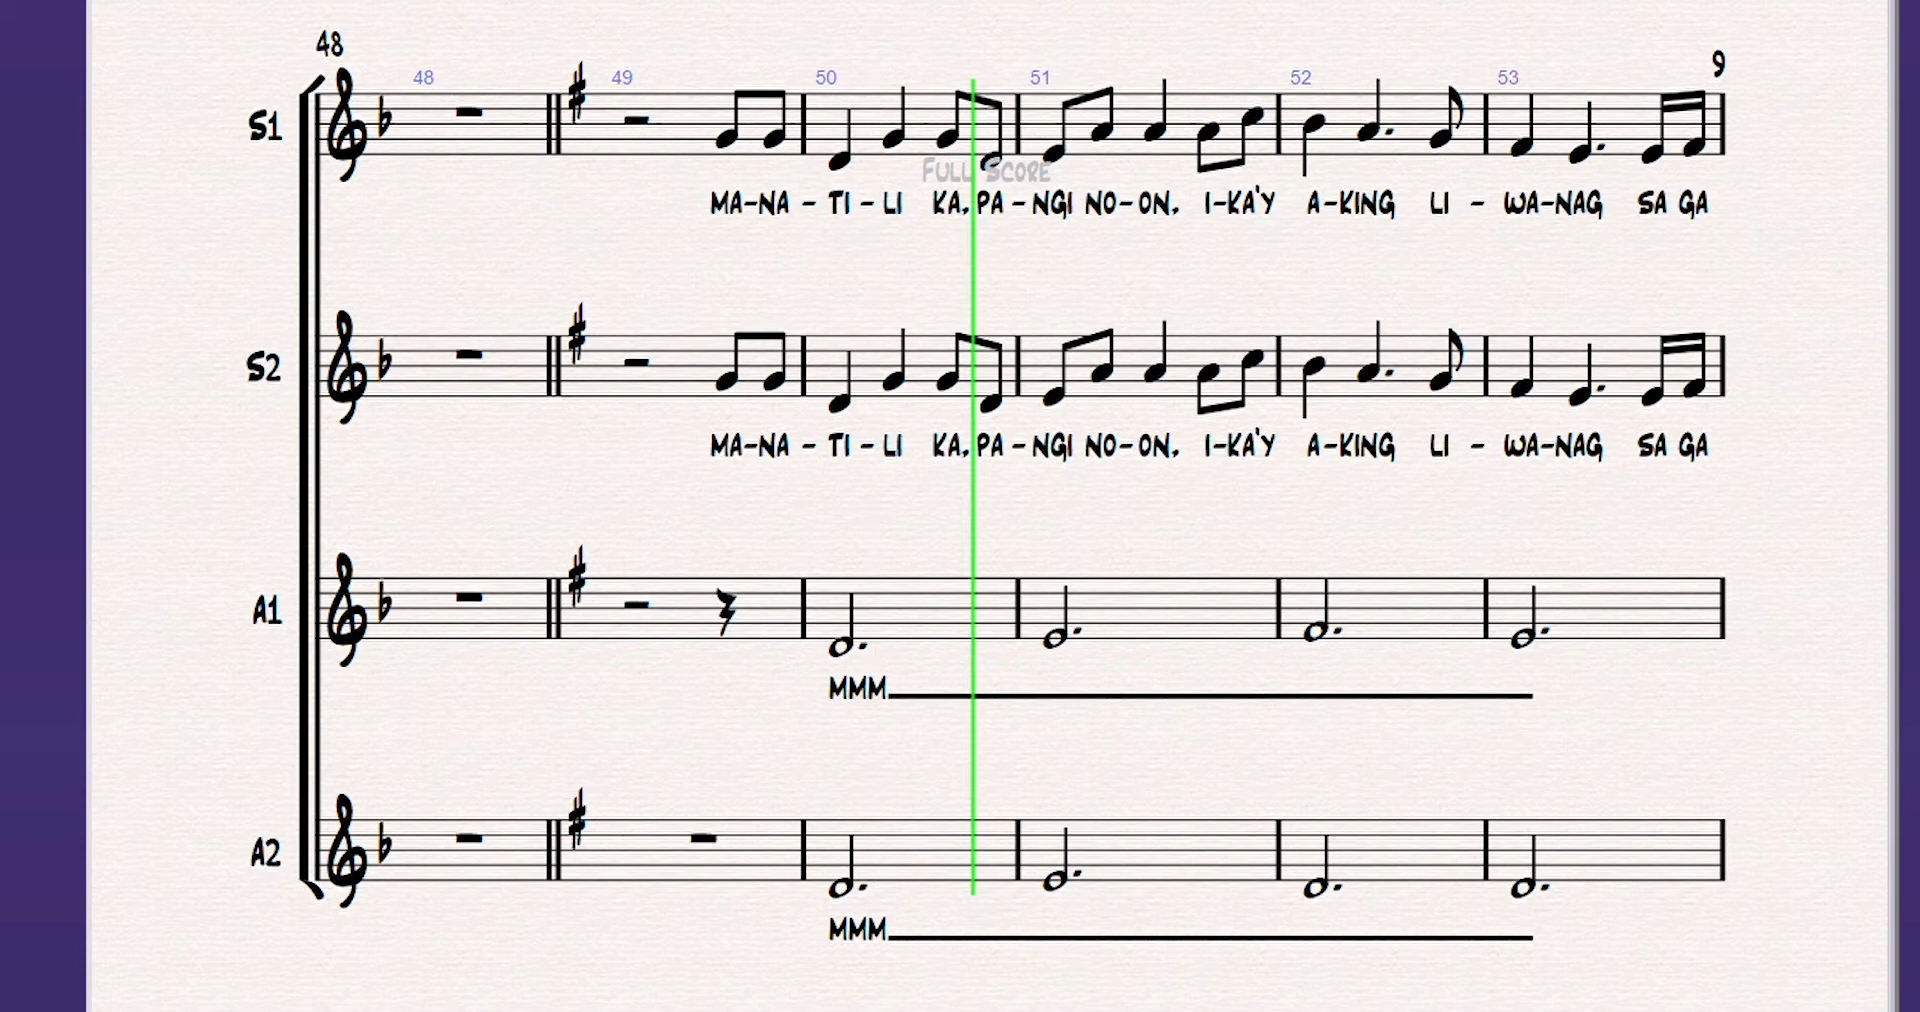 48
48 49 50 51 52 53 9
S1
FULL SCORE
MA-NA - TI - LI KA, PA - NGI NO-ON, I-KA'Y A-KING LI - WA-NAG SA GA
S2
MA-NA - TI - LI KA, PA - NGI NO-ON, I-KA'Y A-KING LI - WA-NAG SA GA
A1
MMM
A2
MMM